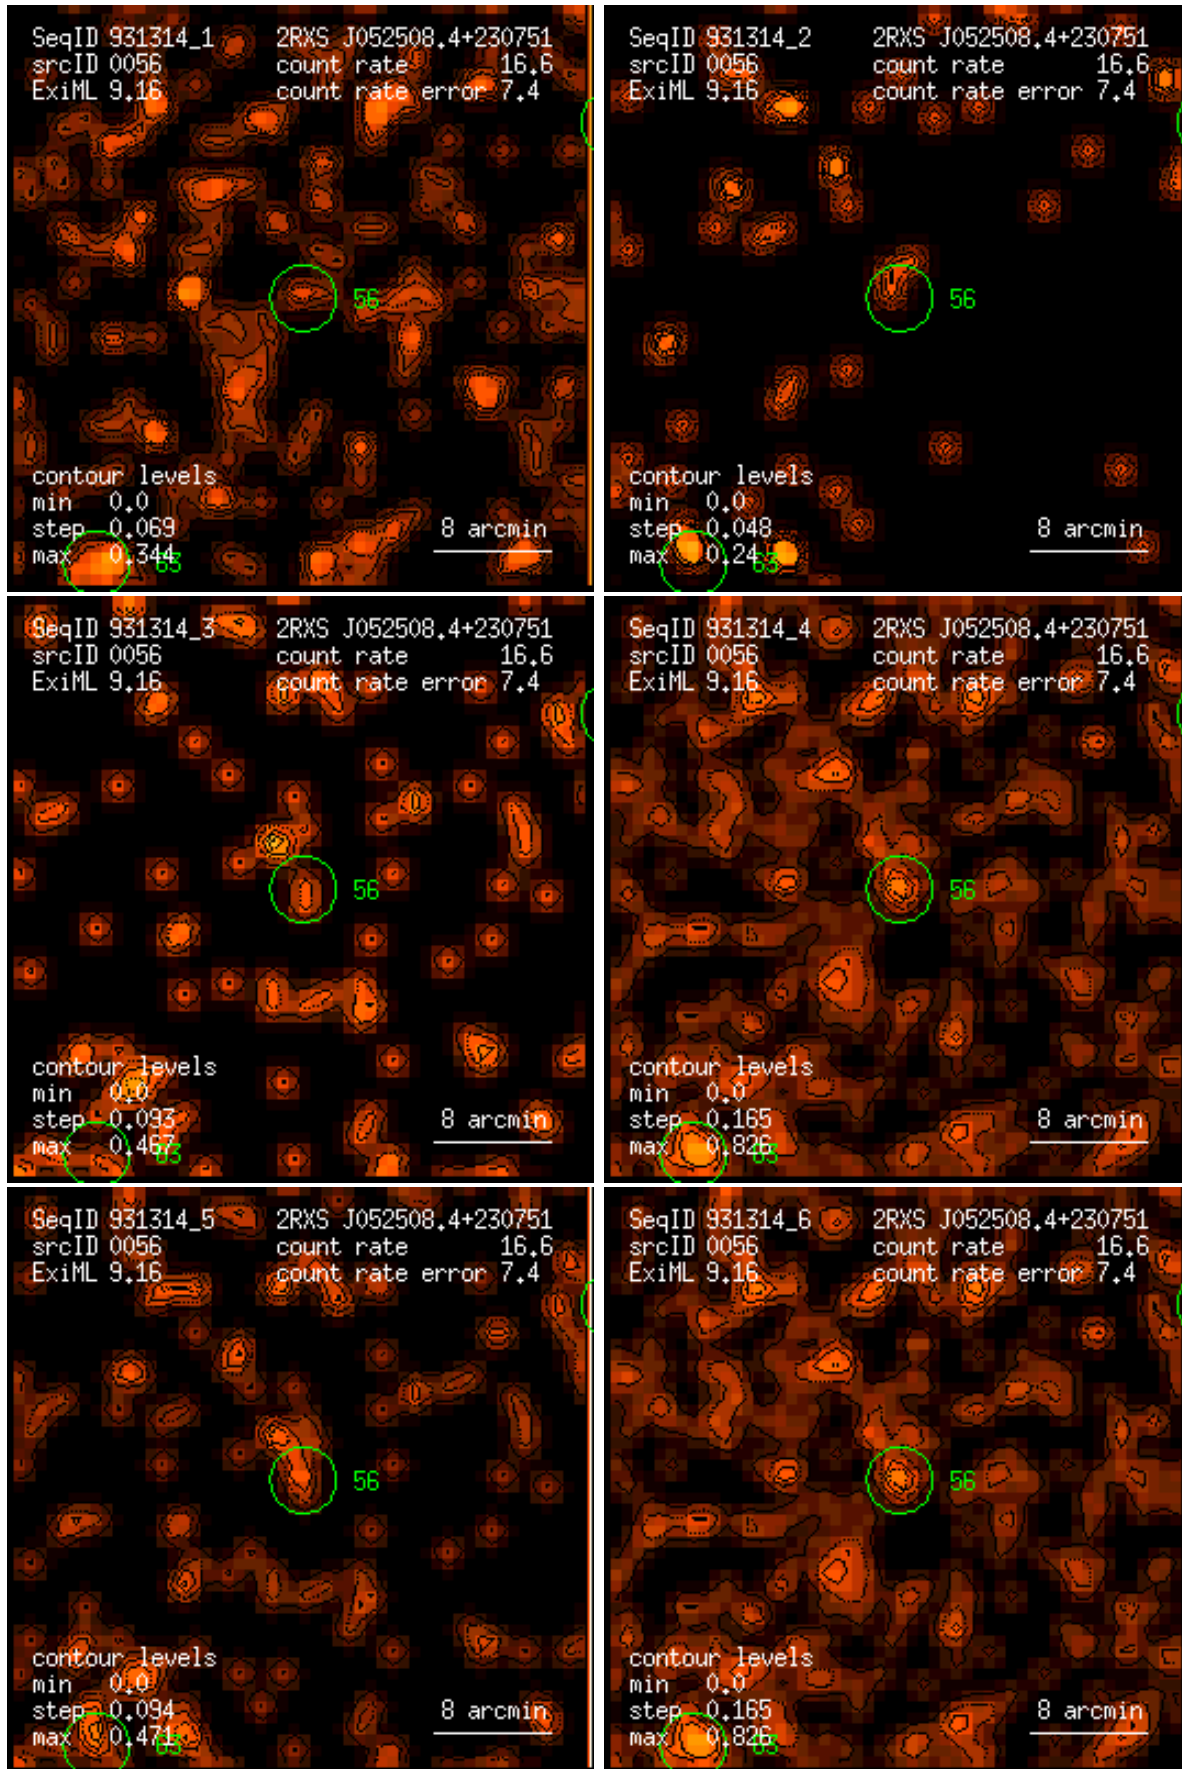 SeqID 931314_1 2RXS J052508.4+230751
srcID 0056 count rate 16.6
ExiML 9.16 count rate error 7.4
56
contour levels
min 0.0
step 0.069
max 0.344 63
8 arcmin
SeqID 931314_2 2RXS J052508.4+230751
srcID 0056 count rate 16.6
ExiML 9.16 count rate error 7.4
56
contour levels
min 0.0
step 0.048
max 0.24 63
8 arcmin
SeqID 931314_3 2RXS J052508.4+230751
srcID 0056 count rate 16.6
ExiML 9.16 count rate error 7.4
56
contour levels
min 0.0
step 0.093
max 0.467 63
8 arcmin
SeqID 931314_4 2RXS J052508.4+230751
srcID 0056 count rate 16.6
ExiML 9.16 count rate error 7.4
56
contour levels
min 0.0
step 0.165
max 0.826 63
8 arcmin
SeqID 931314_5 2RXS J052508.4+230751
srcID 0056 count rate 16.6
ExiML 9.16 count rate error 7.4
56
contour levels
min 0.0
step 0.094
max 0.471 63
8 arcmin
SeqID 931314_6 2RXS J052508.4+230751
srcID 0056 count rate 16.6
ExiML 9.16 count rate error 7.4
56
contour levels
min 0.0
step 0.165
max 0.826 63
8 arcmin